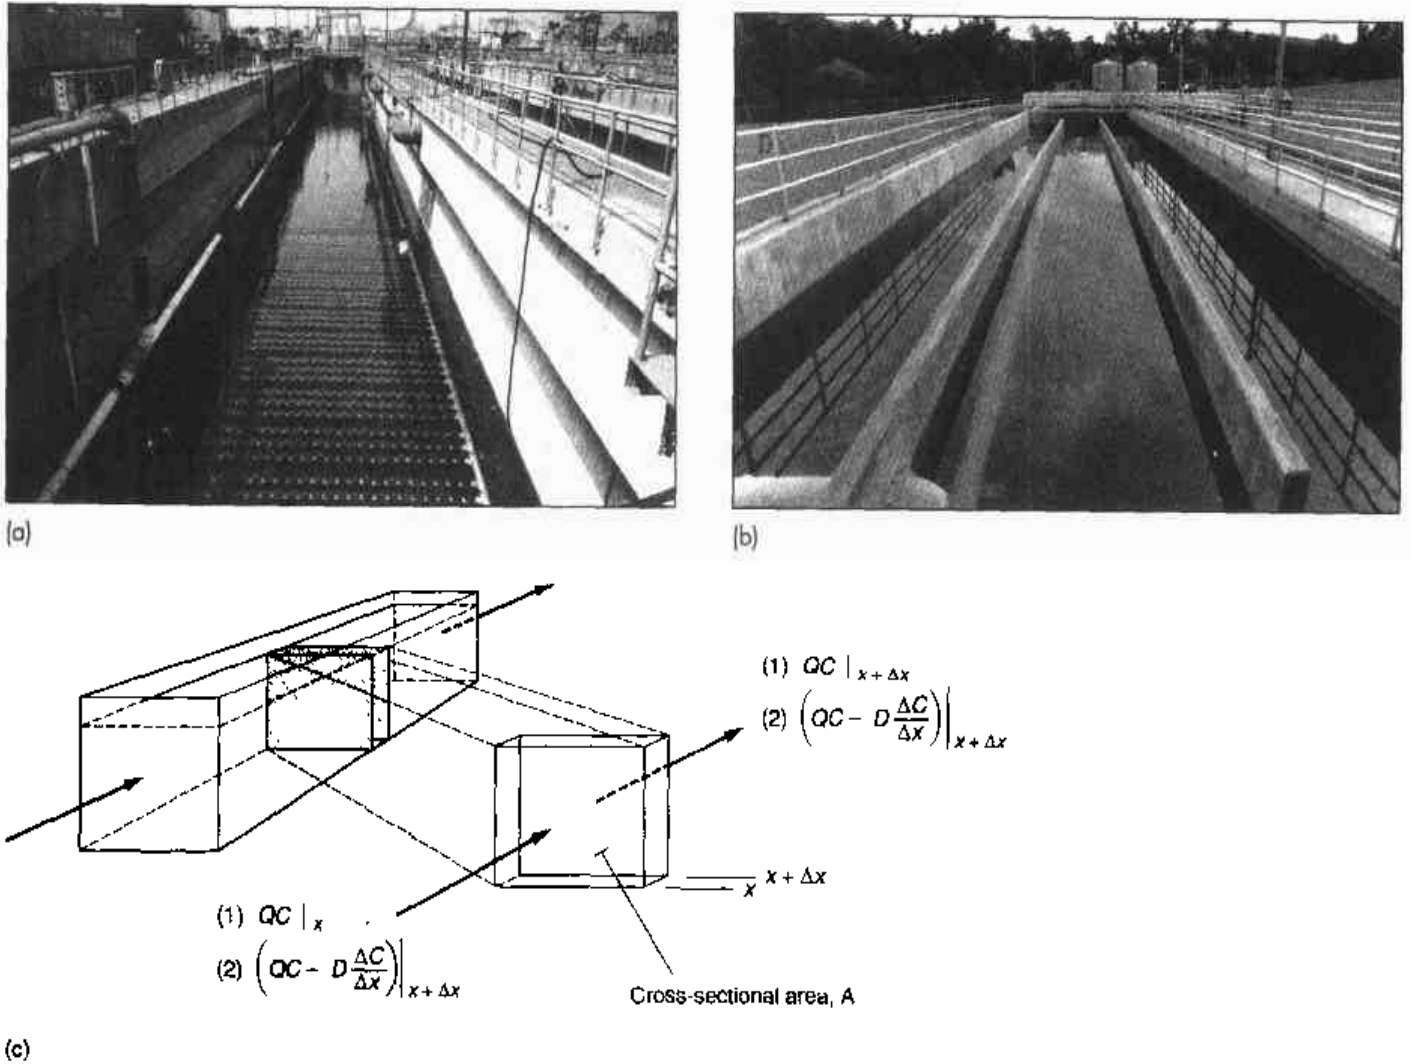 (a)
(b)
(1) QC |x + Δx
(2) (QC – D ΔC/Δx)|x + Δx
x + Δx
x
(1) QC |x
(2) (QC – D ΔC/Δx)|x + Δx
Cross-sectional area, A
(c)